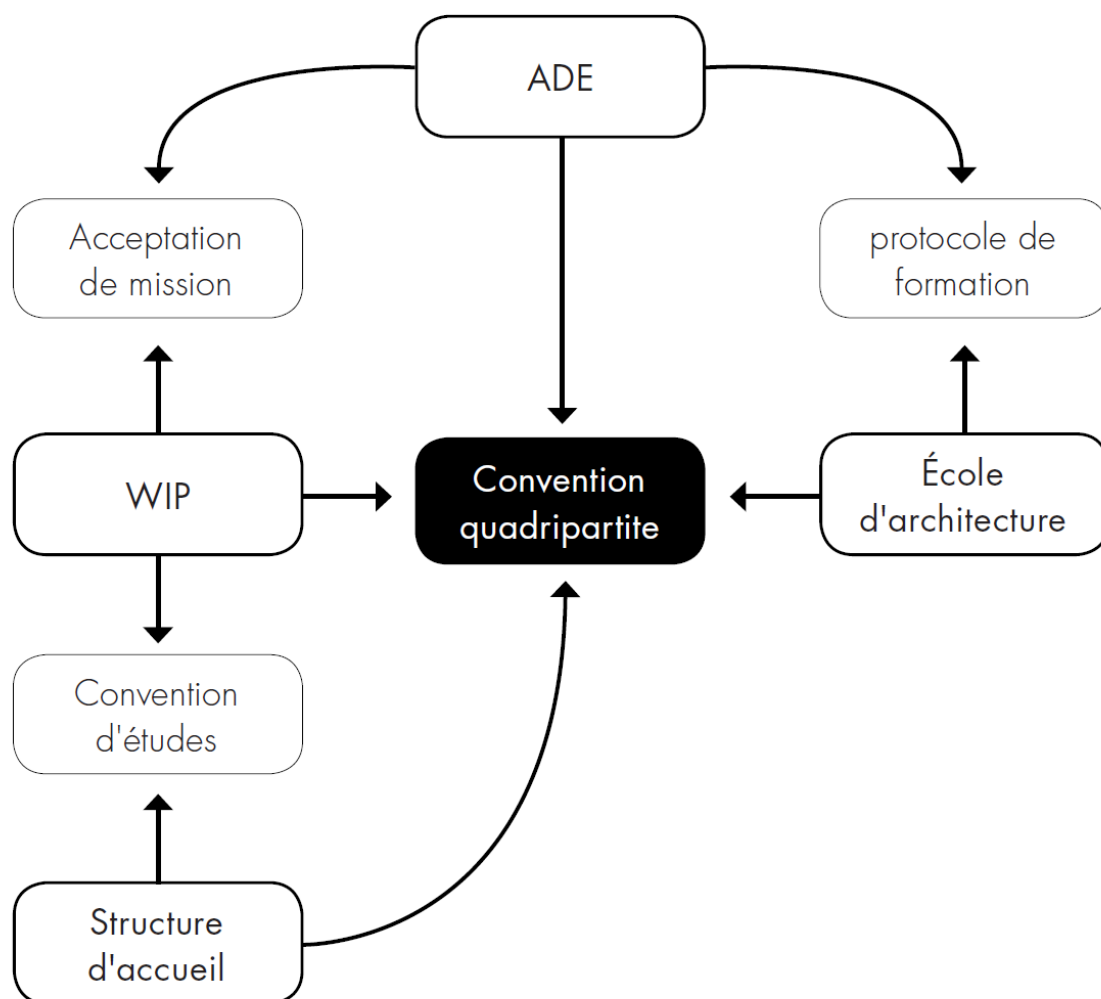 ADE
Acceptation
de mission
protocole de
formation
WIP
Convention
quadripartite
École
d'architecture
Convention
d'études
Structure
d'accueil